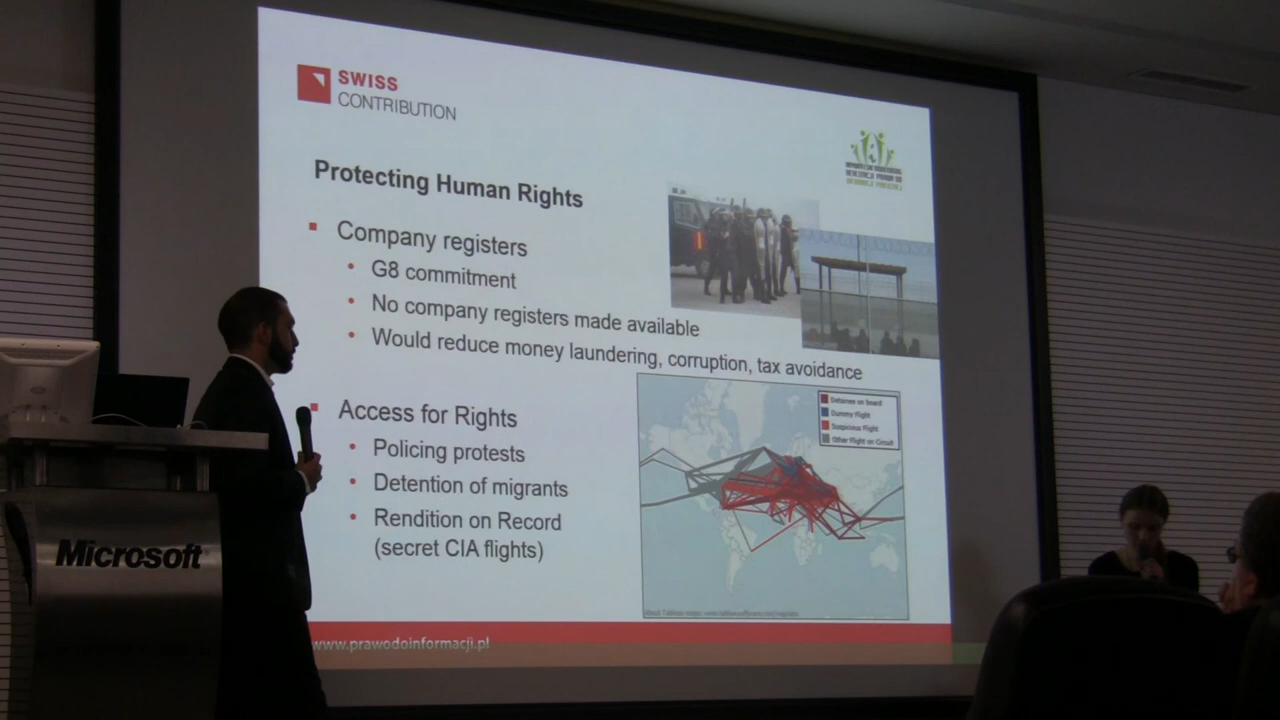 SWISS
CONTRIBUTION
Protecting Human Rights
Company registers
G8 commitment
No company registers made available
Would reduce money laundering, corruption, tax avoidance
Access for Rights
Policing protests
Detention of migrants
Rendition on Record
(secret CIA flights)
Detainee on board
Dummy Flight
Suspicious Flight
Other Flight on Circuit
www.prawodoinformacji.pl
Microsoft